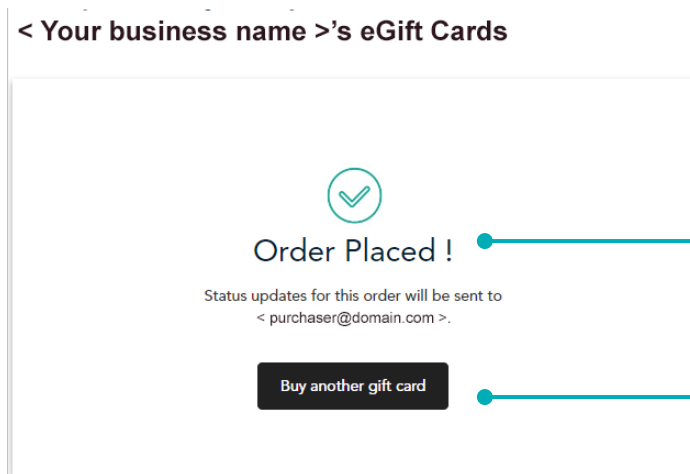 < Your business name >’s eGift Cards
Order Placed !
Status updates for this order will be sent to
< purchaser@domain.com >.
Buy another gift card